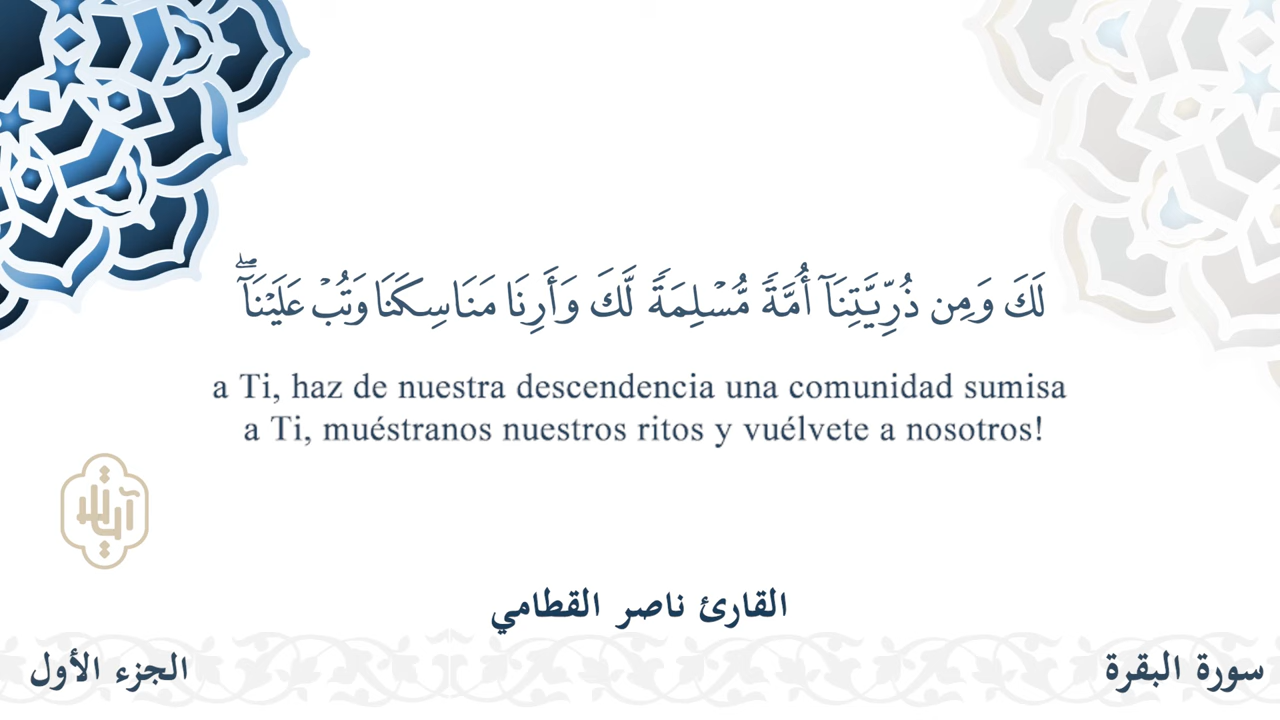 لَكَ وَمِن ذُرِّيَّتِنَآ أُمَّةً مُّسۡلِمَةً لَّكَ وَأَرِنَا مَنَاسِكَنَا وَتُبۡ عَلَيۡنَآۖ
a Ti, haz de nuestra descendencia una comunidad sumisa
a Ti, muéstranos nuestros ritos y vuélvete a nosotros!
القارئ ناصر القطامي
سورة البقرة
الجزء الأول